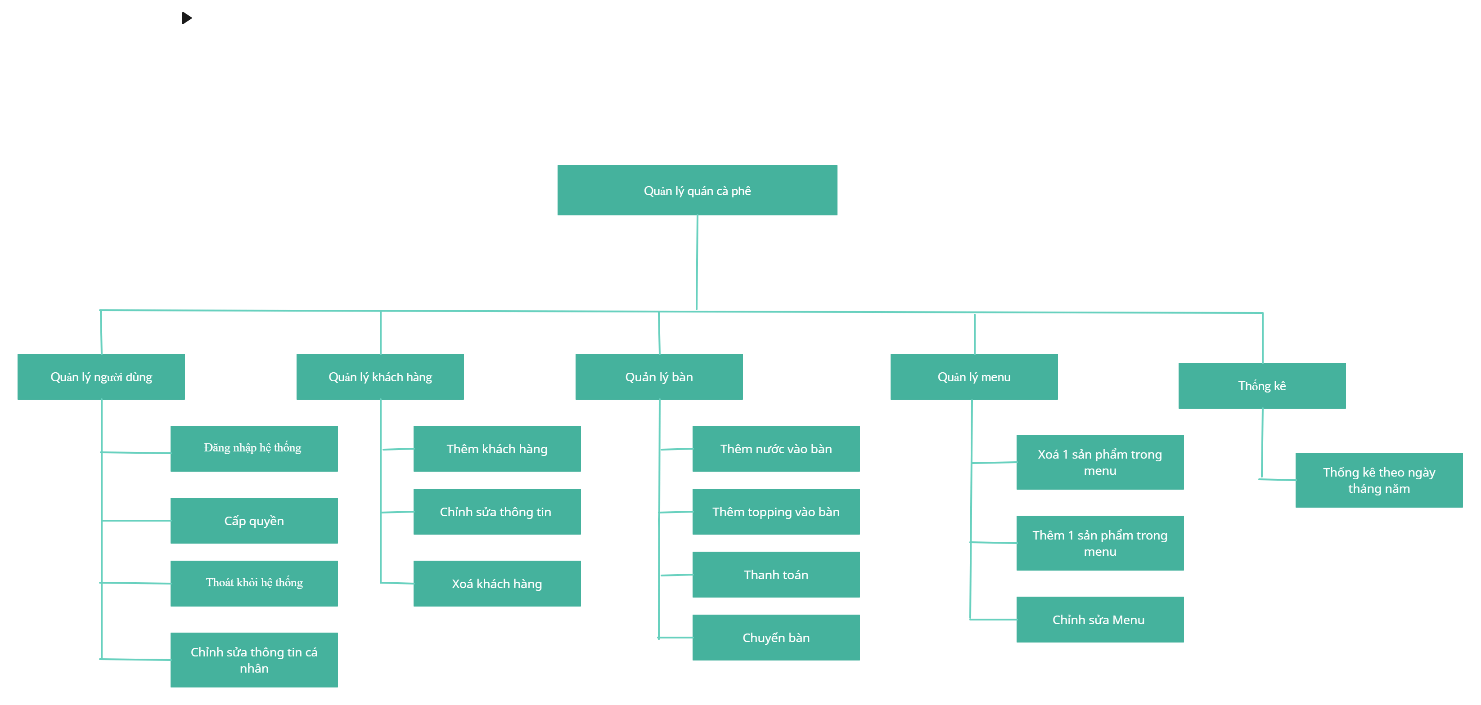 Quản lý quán cà phê
Quản lý người dùng
Đăng nhập hệ thống
Cấp quyền
Thoát khỏi hệ thống
Chỉnh sửa thông tin cá
nhân
Quản lý khách hàng
Thêm khách hàng
Chỉnh sửa thông tin
Xoá khách hàng
Quản lý bàn
Thêm nước vào bàn
Thêm topping vào bàn
Thanh toán
Chuyển bàn
Quản lý menu
Xoá 1 sản phẩm trong
menu
Thêm 1 sản phẩm trong
menu
Chỉnh sửa Menu
Thống kê
Thống kê theo ngày
tháng năm